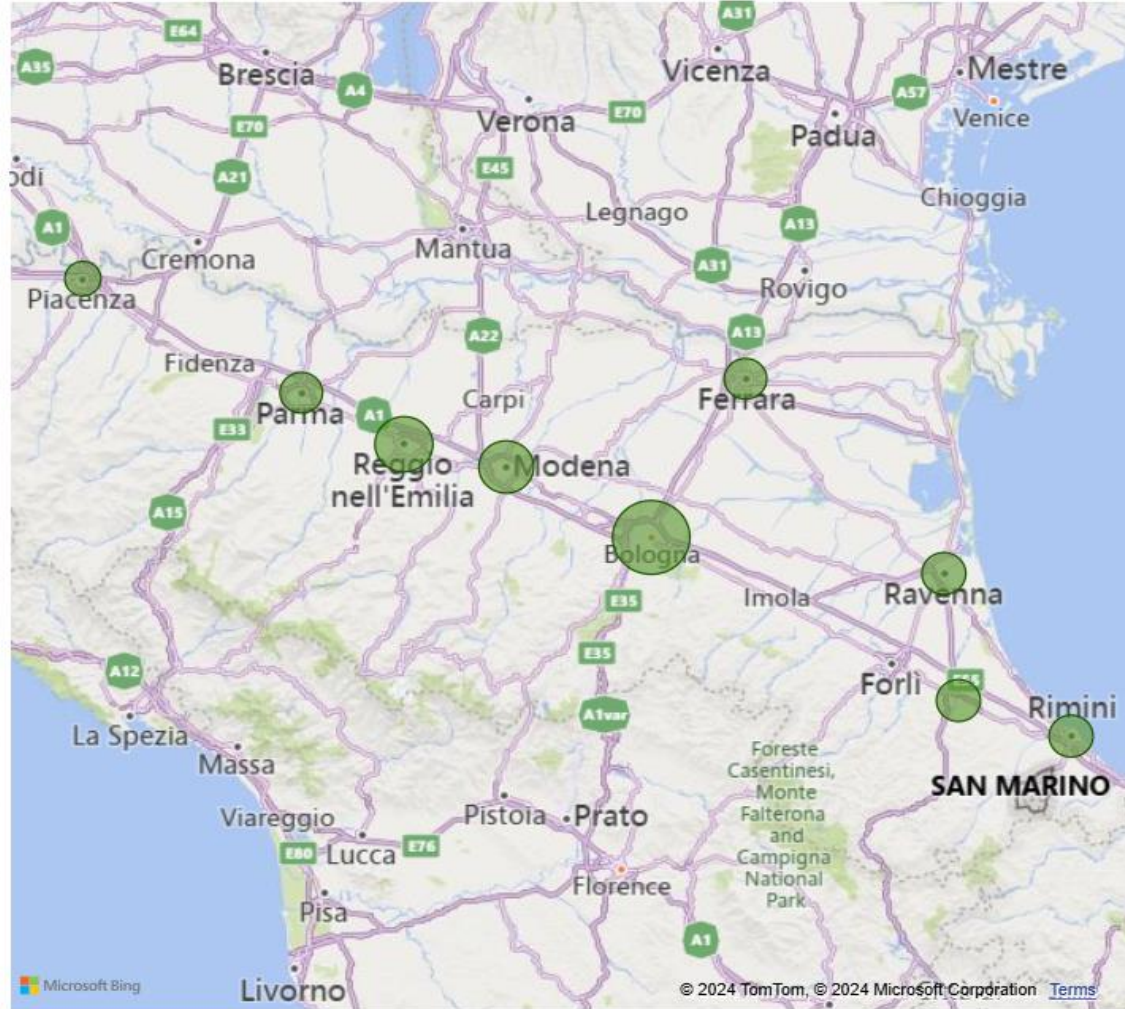 A31
E64
A35
Brescia
Vicenza
Mestre
A4
A57
E70
Verona
E70
Venice
Padua
E45
odi
A21
Chioggia
Legnago
A1
A13
Mantua
Cremona
A31
Rovigo
Piacenza
A22
A13
Fidenza
Carpi
Ferrara
Parma
A1
E33
Reggio
nell'Emilia
Modena
A15
Bologna
Imola
Ravenna
E35
E35
A12
Forlì
E55
Rimini
La Spezia
A1var
Massa
Foreste
Casentinesi,
Monte
Falterona
and
Campigna
National
Park
SAN MARINO
Viareggio
Pistoia
Prato
E80
Lucca
E76
Florence
Pisa
A1
Livorno
Microsoft Bing
© 2024 TomTom, © 2024 Microsoft Corporation Terms